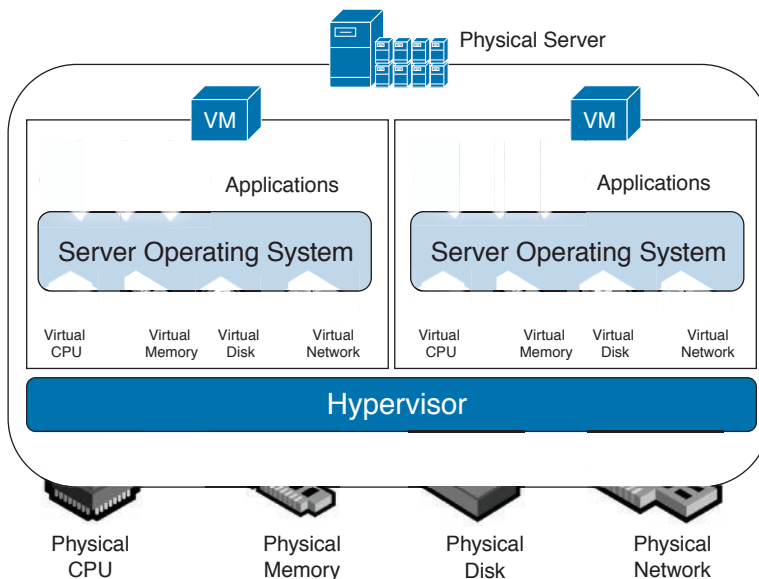 Physical Server
VM
VM
Applications
Applications
Server Operating System
Server Operating System
Virtual
CPU
Virtual
Memory
Virtual
Disk
Virtual
Network
Virtual
CPU
Virtual
Memory
Virtual
Disk
Virtual
Network
Hypervisor
Physical
CPU
Physical
Memory
Physical
Disk
Physical
Network